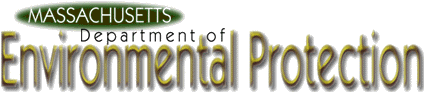 MASSACHUSETTS
Department of
Environmental Protection